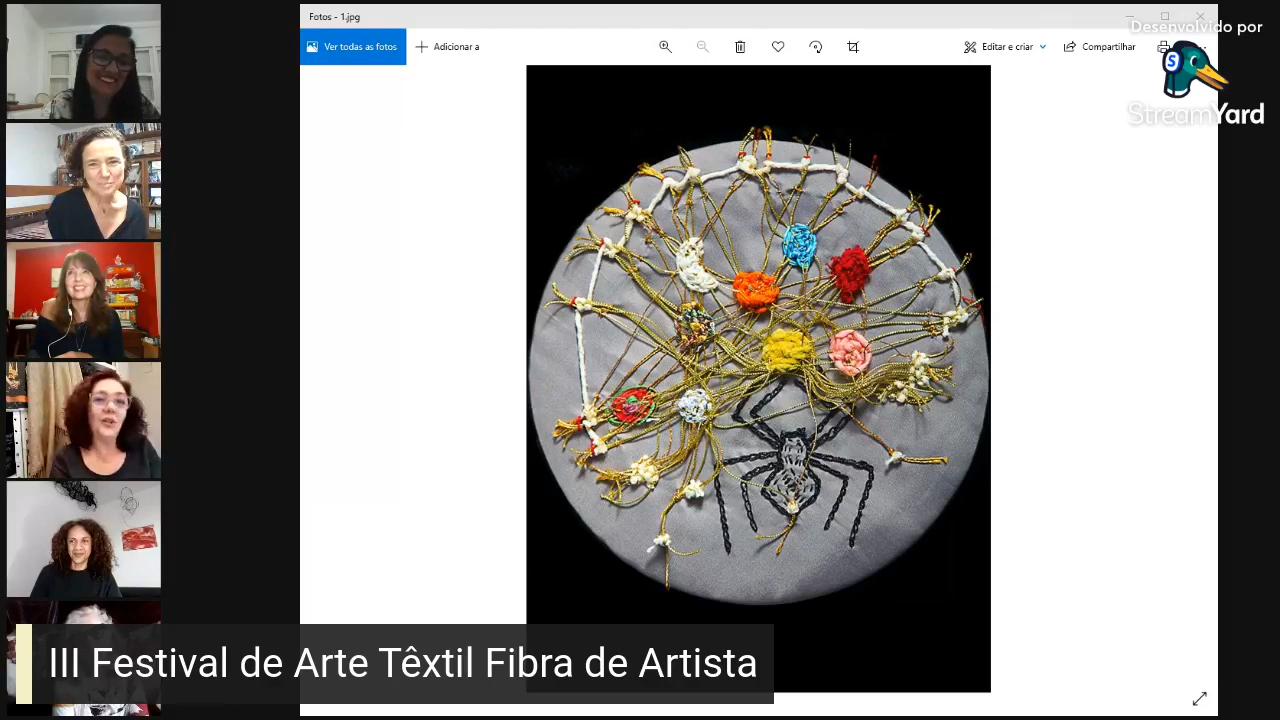 Fotos - 1.jpg
Desenvolvido por
Ver todas as fotos
Adicionar a
Editar e criar
Compartilhar
S
StreamYard
III Festival de Arte Têxtil Fibra de Artista